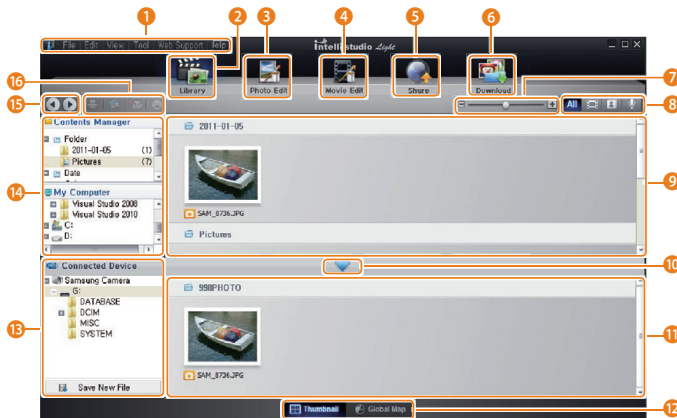 1 2 3 4 5 6
File Edit View Tool Web Support Help
Intelli-studio Light
Library Photo Edit Movie Edit Share Download
7
16
15
All
8
Contents Manager
Folder
2011-01-05 (1)
Pictures (7)
Date
2011-01-05
SAM_8736.JPG
Pictures
9
14
My Computer
Visual Studio 2008
Visual Studio 2010
C:
D:
10
Connected Device
Samsung Camera
G:
DATABASE
DCIM
MISC
SYSTEM
Save New File
13
998PHOTO
SAM_8736.JPG
11
Thumbnail Global Map
12